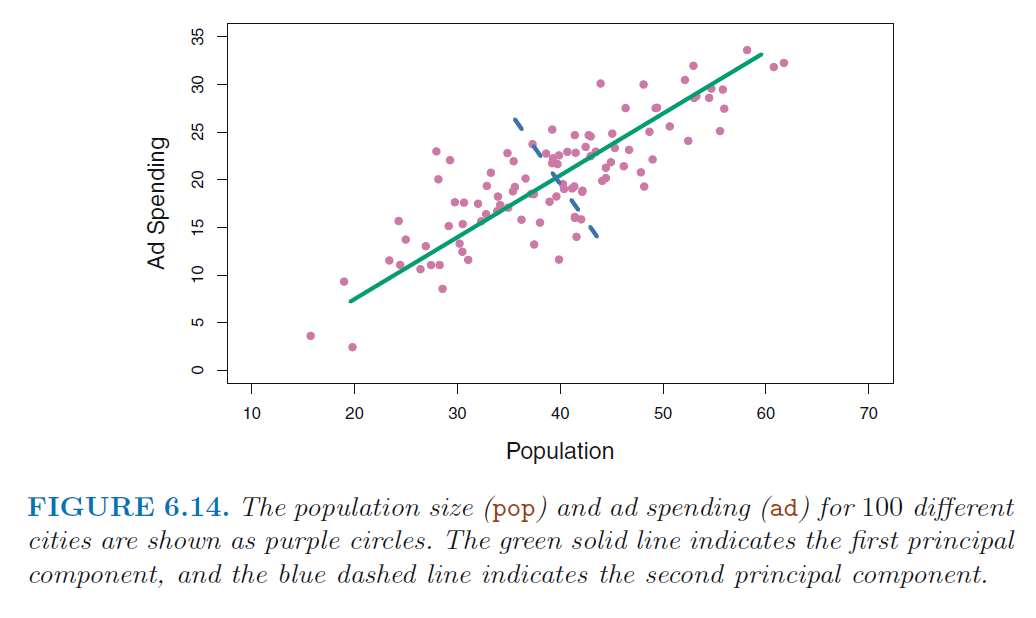 35
30
25
20
15
10
5
0
Ad Spending
10 20 30 40 50 60 70
Population
FIGURE 6.14. The population size (pop) and ad spending (ad) for 100 different
cities are shown as purple circles. The green solid line indicates the first principal
component, and the blue dashed line indicates the second principal component.